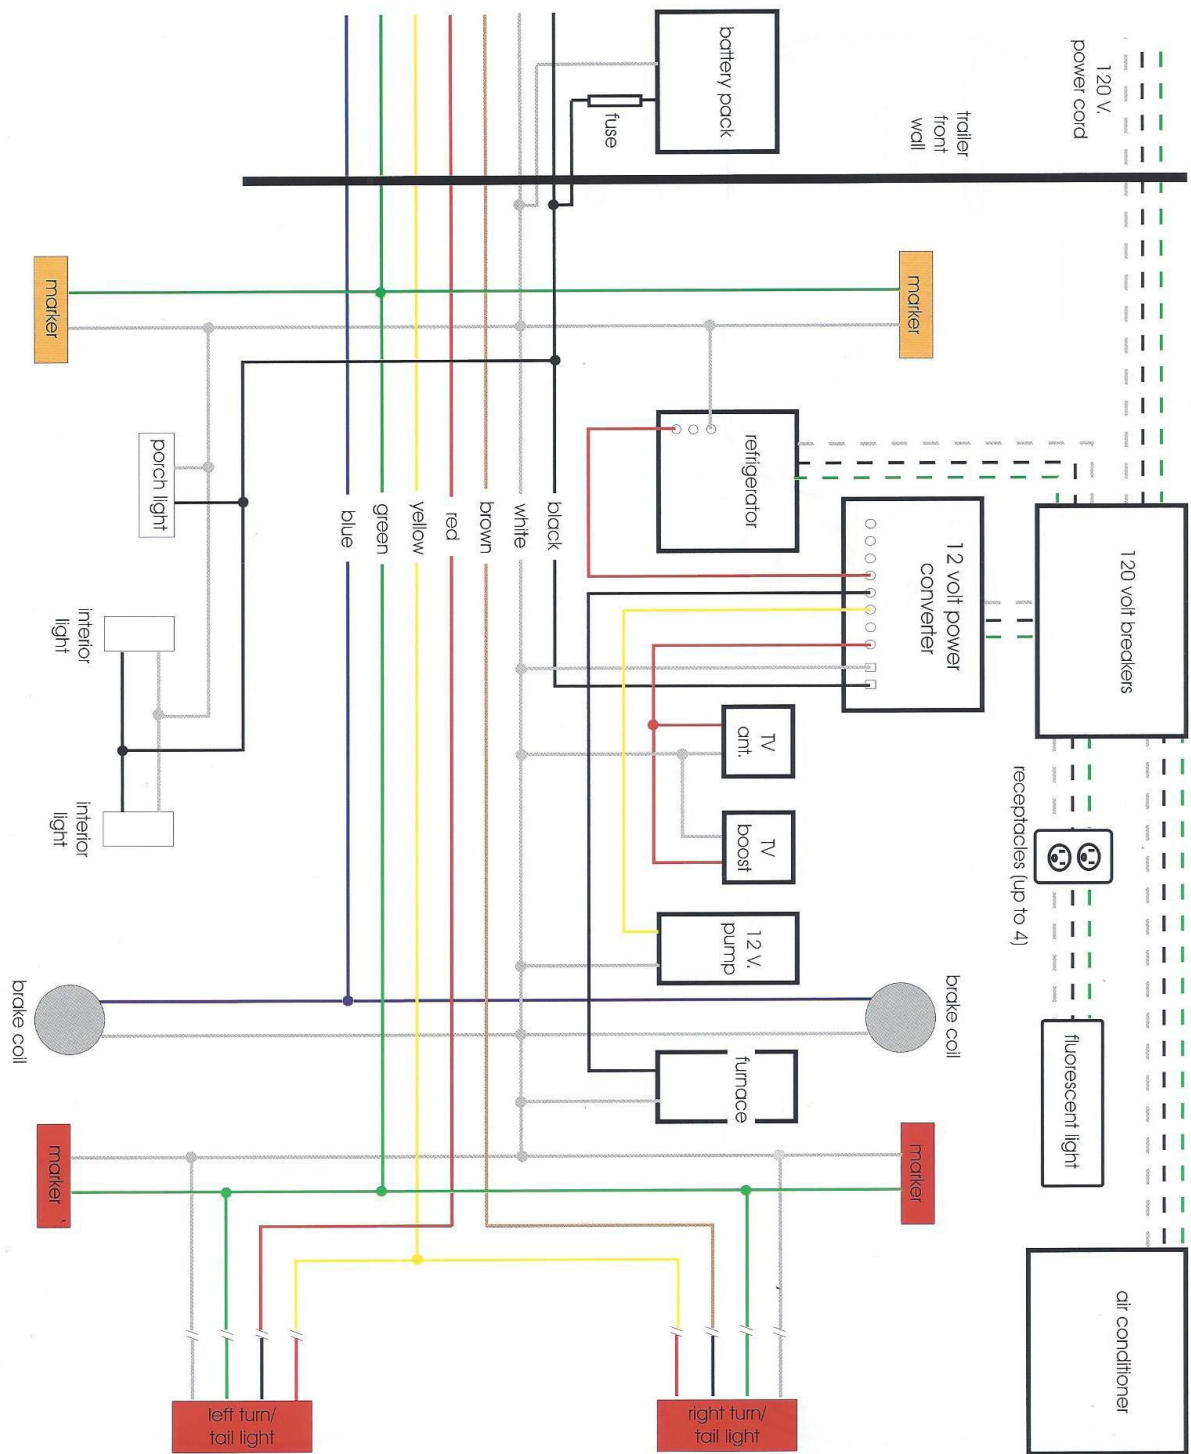 battery pack
fuse
120 V.
power cord
trailer
front
wall
marker
marker
refrigerator
porch light
blue
green
yellow
red
brown
white
black
12 volt power
converter
120 volt breakers
interior
light
interior
light
TV
ant.
TV
boost
receptacles (up to 4)
12 V.
pump
brake coil
brake coil
furnace
fluorescent light
marker
marker
air conditioner
left turn/
tail light
right turn/
tail light